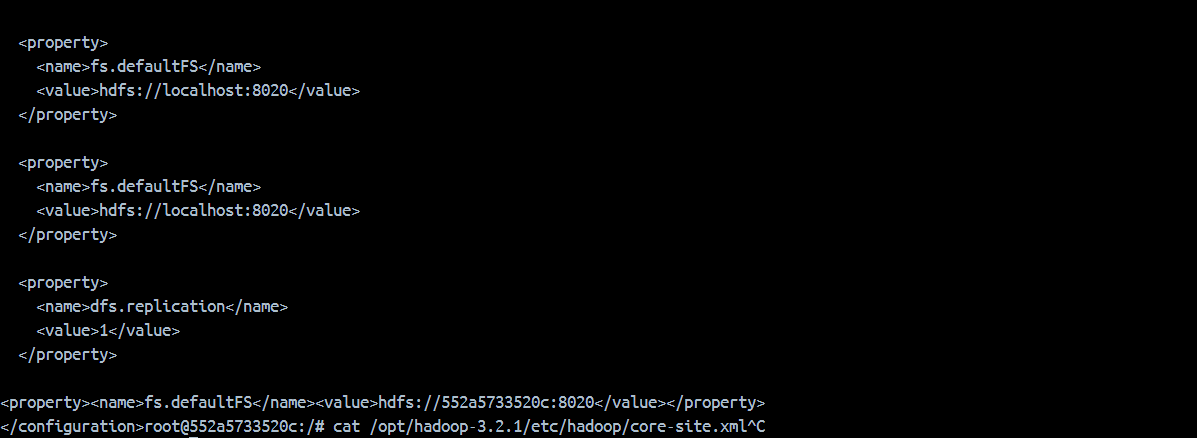 <property>
<name>fs.defaultFS</name>
<value>hdfs://localhost:8020</value>
</property>
<property>
<name>fs.defaultFS</name>
<value>hdfs://localhost:8020</value>
</property>
<property>
<name>dfs.replication</name>
<value>1</value>
</property>
<property><name>fs.defaultFS</name><value>hdfs://552a5733520c:8020</value></property>
</configuration>root@552a5733520c:/# cat /opt/hadoop-3.2.1/etc/hadoop/core-site.xml^C